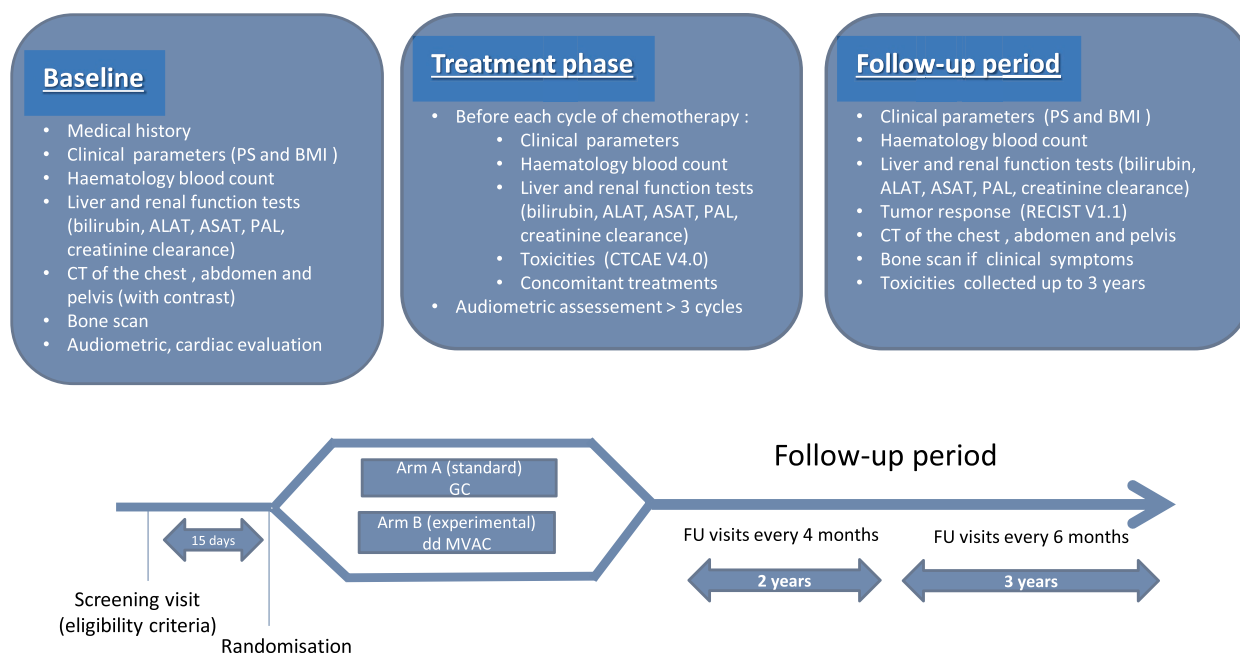 Baseline
• Medical history
• Clinical parameters (PS and BMI )
• Haematology blood count
• Liver and renal function tests
(bilirubin, ALAT, ASAT, PAL,
creatinine clearance)
• CT of the chest , abdomen and
pelvis (with contrast)
• Bone scan
• Audiometric, cardiac evaluation
Treatment phase
• Before each cycle of chemotherapy :
• Clinical parameters
• Haematology blood count
• Liver and renal function tests
(bilirubin, ALAT, ASAT, PAL,
creatinine clearance)
• Toxicities (CTCAE V4.0)
• Concomitant treatments
• Audiometric assessement > 3 cycles
Follow-up period
• Clinical parameters (PS and BMI )
• Haematology blood count
• Liver and renal function tests (bilirubin,
ALAT, ASAT, PAL, creatinine clearance)
• Tumor response (RECIST V1.1)
• CT of the chest , abdomen and pelvis
• Bone scan if clinical symptoms
• Toxicities collected up to 3 years
15 days
Screening visit
(eligibility criteria)
Randomisation
Arm A (standard)
GC
Arm B (experimental)
dd MVAC
Follow-up period
FU visits every 4 months
2 years
FU visits every 6 months
3 years